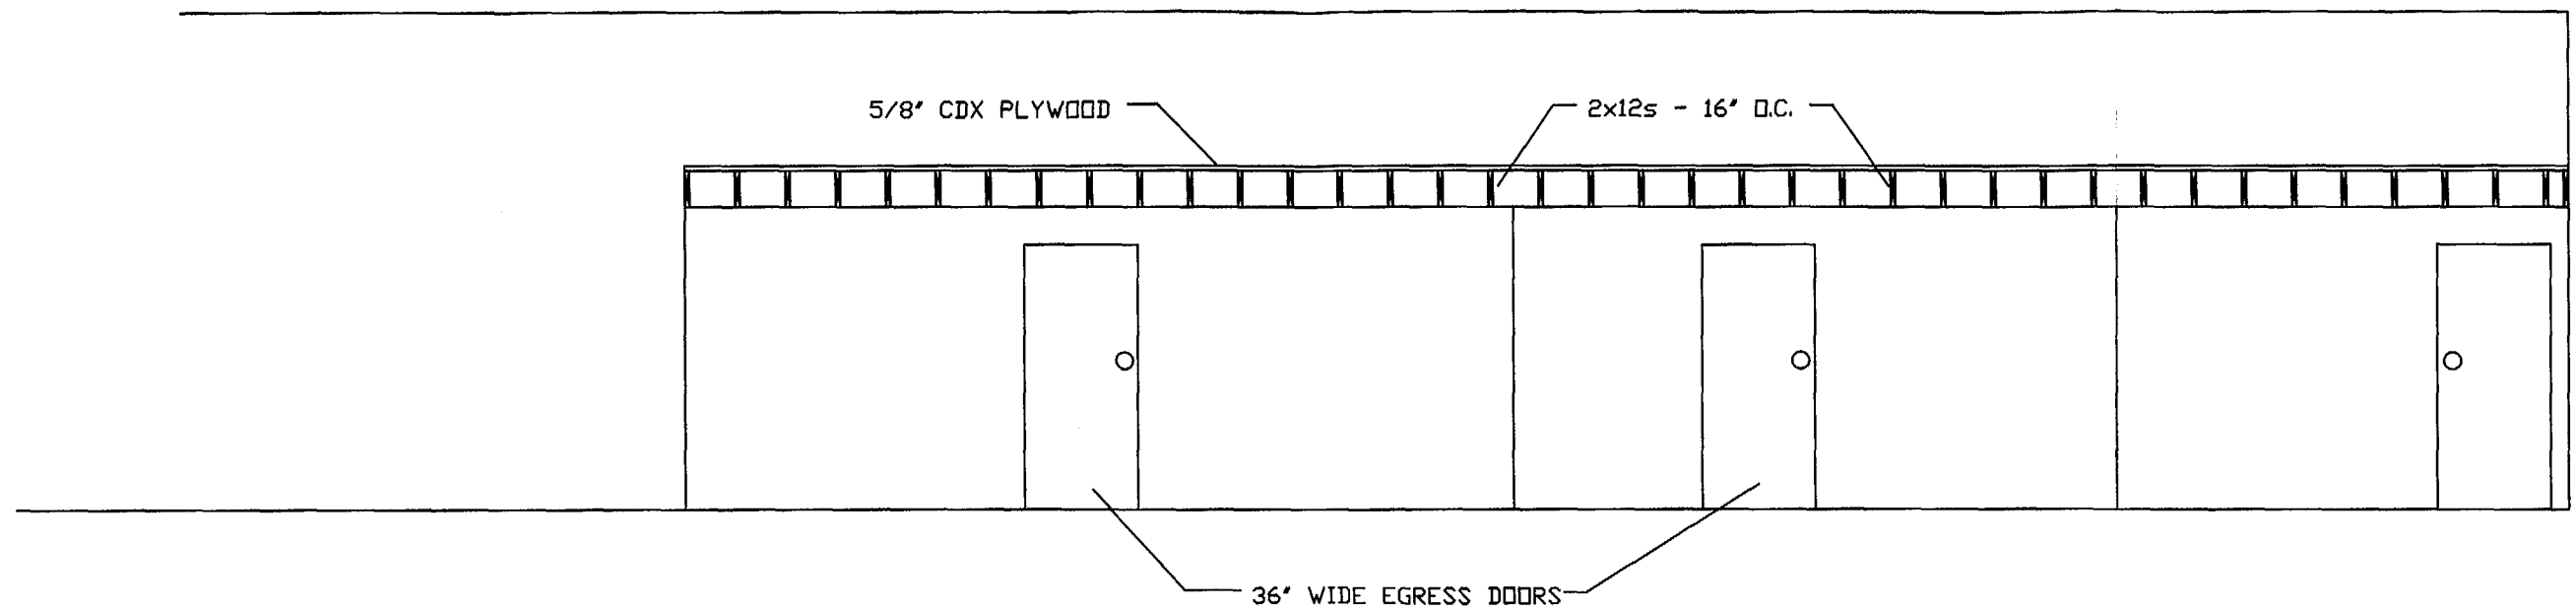 5/8" CDX PLYWOOD
2x12s - 16" O.C.
36" WIDE EGRESS DOORS